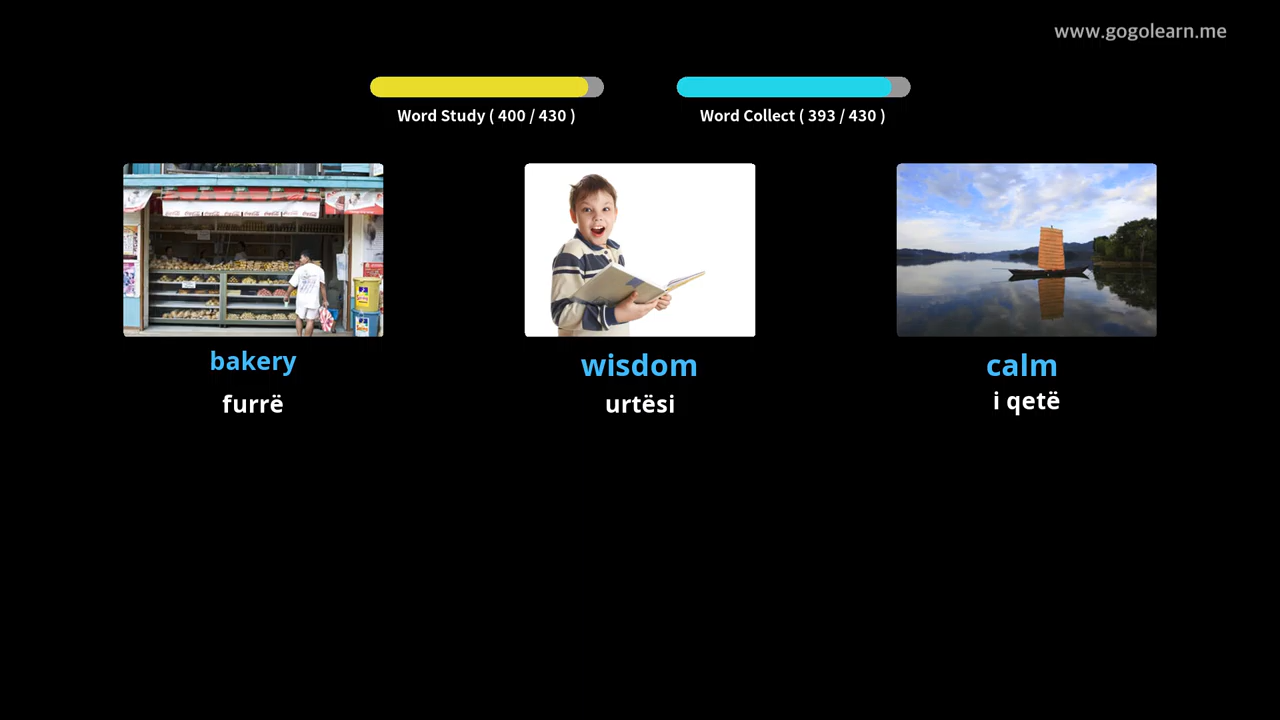 www.gogolearn.me
Word Study ( 400 / 430 )
Word Collect ( 393 / 430 )
bakery
wisdom
calm
furrë
urtësi
i qetë